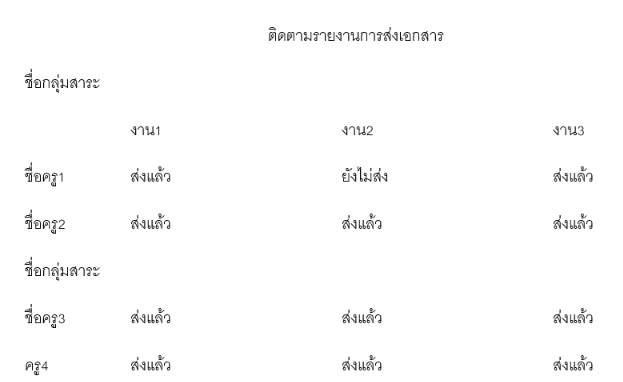 ติดตามรายงานการส่งเอกสาร
ชื่อกลุ่มสาระ
งาน1 งาน2 งาน3
ชื่อครู1 ส่งแล้ว ยังไม่ส่ง ส่งแล้ว
ชื่อครู2 ส่งแล้ว ส่งแล้ว ส่งแล้ว
ชื่อกลุ่มสาระ
ชื่อครู3 ส่งแล้ว ส่งแล้ว ส่งแล้ว
ครู4 ส่งแล้ว ส่งแล้ว ส่งแล้ว